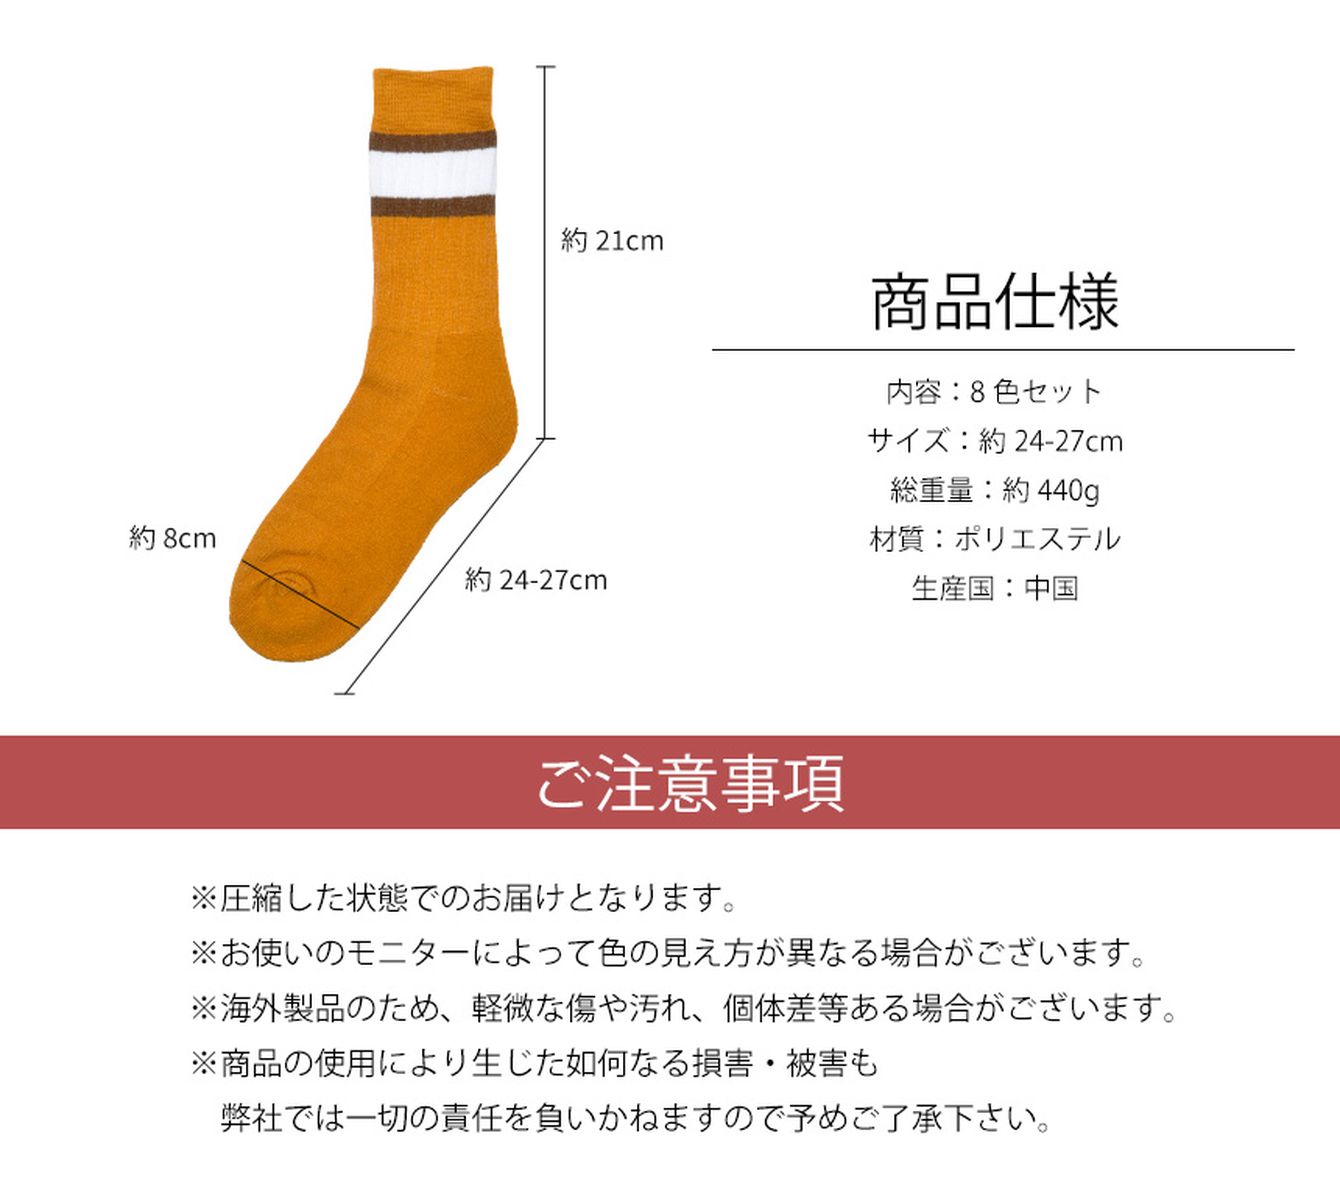 約 21cm
約 8cm
約 24-27cm
商品仕様
内容：8 色セット
サイズ：約 24-27cm
総重量：約 440g
材質：ポリエステル
生産国：中国
ご注意事項
※圧縮した状態でのお届けとなります。
※お使いのモニターによって色の見え方が異なる場合がございます。
※海外製品のため、軽微な傷や汚れ、個体差等ある場合がございます。
※商品の使用により生じた如何なる損害・被害も
弊社では一切の責任を負いかねますので予めご了承下さい。